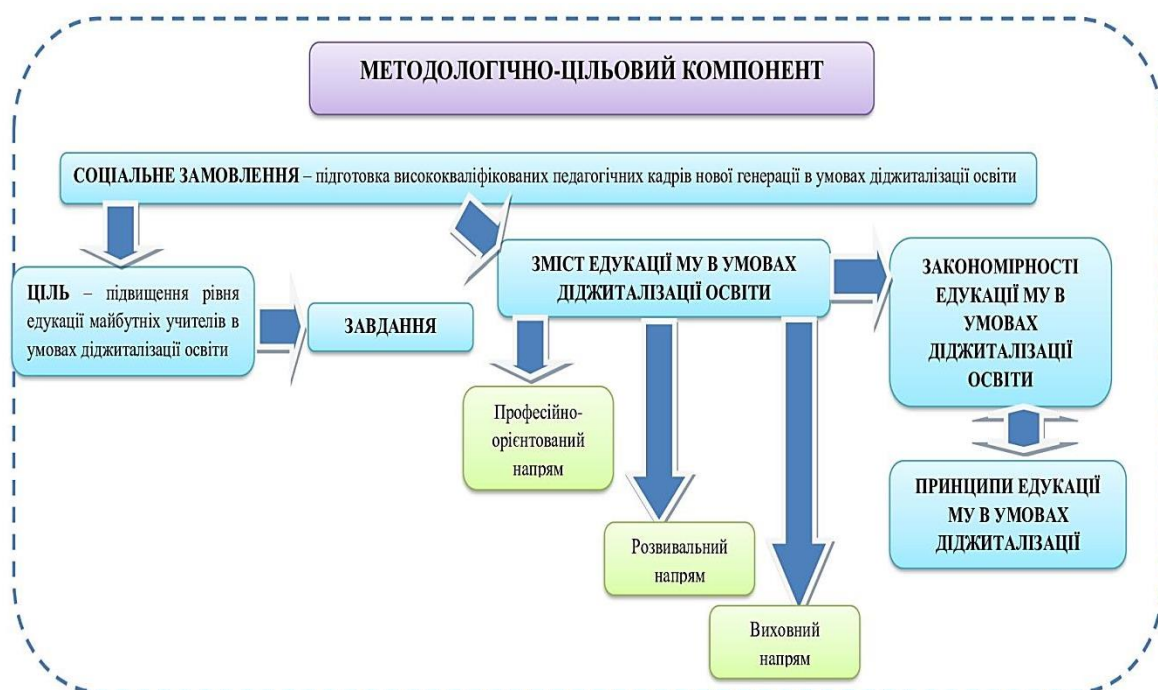 МЕТОДОЛОГІЧНО-ЦІЛЬОВИЙ КОМПОНЕНТ
СОЦІАЛЬНЕ ЗАМОВЛЕННЯ – підготовка висококваліфікованих педагогічних кадрів нової генерації в умовах діджиталізації освіти
ЦІЛЬ – підвищення рівня
едукації майбутніх учителів в
умовах діджиталізації освіти
ЗАВДАННЯ
ЗМІСТ ЕДУКАЦІЇ МУ В УМОВАХ
ДІДЖИТАЛІЗАЦІЇ ОСВІТИ
ЗАКОНОМІРНОСТІ
ЕДУКАЦІЇ МУ В
УМОВАХ
ДІДЖИТАЛІЗАЦІЇ
ОСВІТИ
Професійно-
орієнтований
напрям
Розвивальний
напрям
Виховний
напрям
ПРИНЦИПИ ЕДУКАЦІЇ
МУ В УМОВАХ
ДІДЖИТАЛІЗАЦІЇ